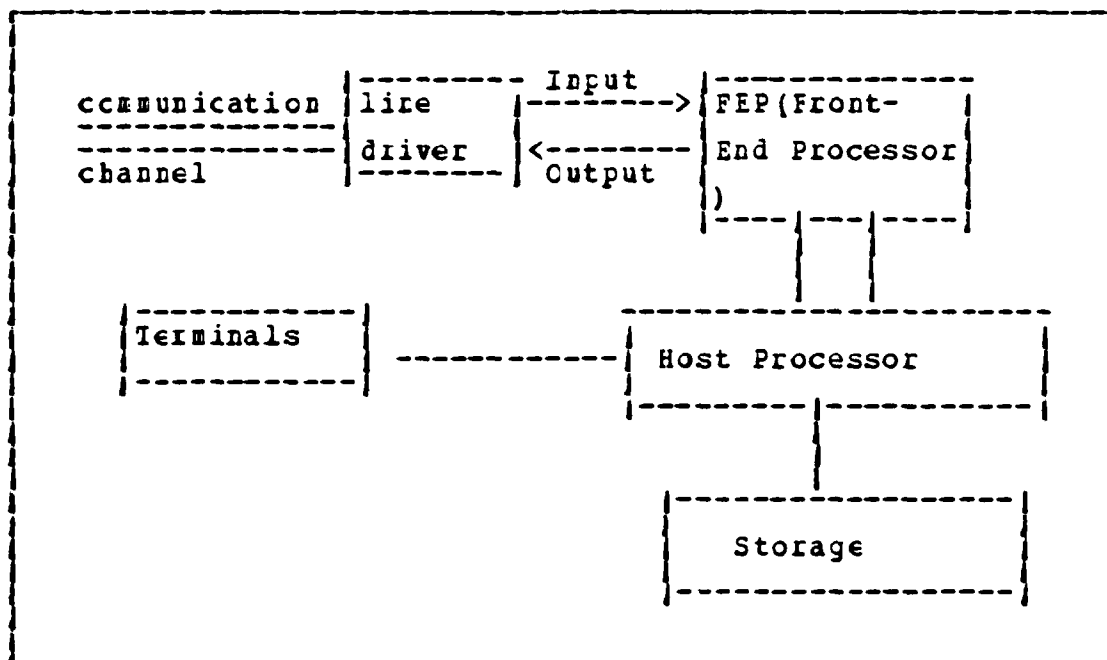 communication
channel
line
driver
Input
Output
FEP(Front-
End Processor
)
Terminals
Host Processor
Storage